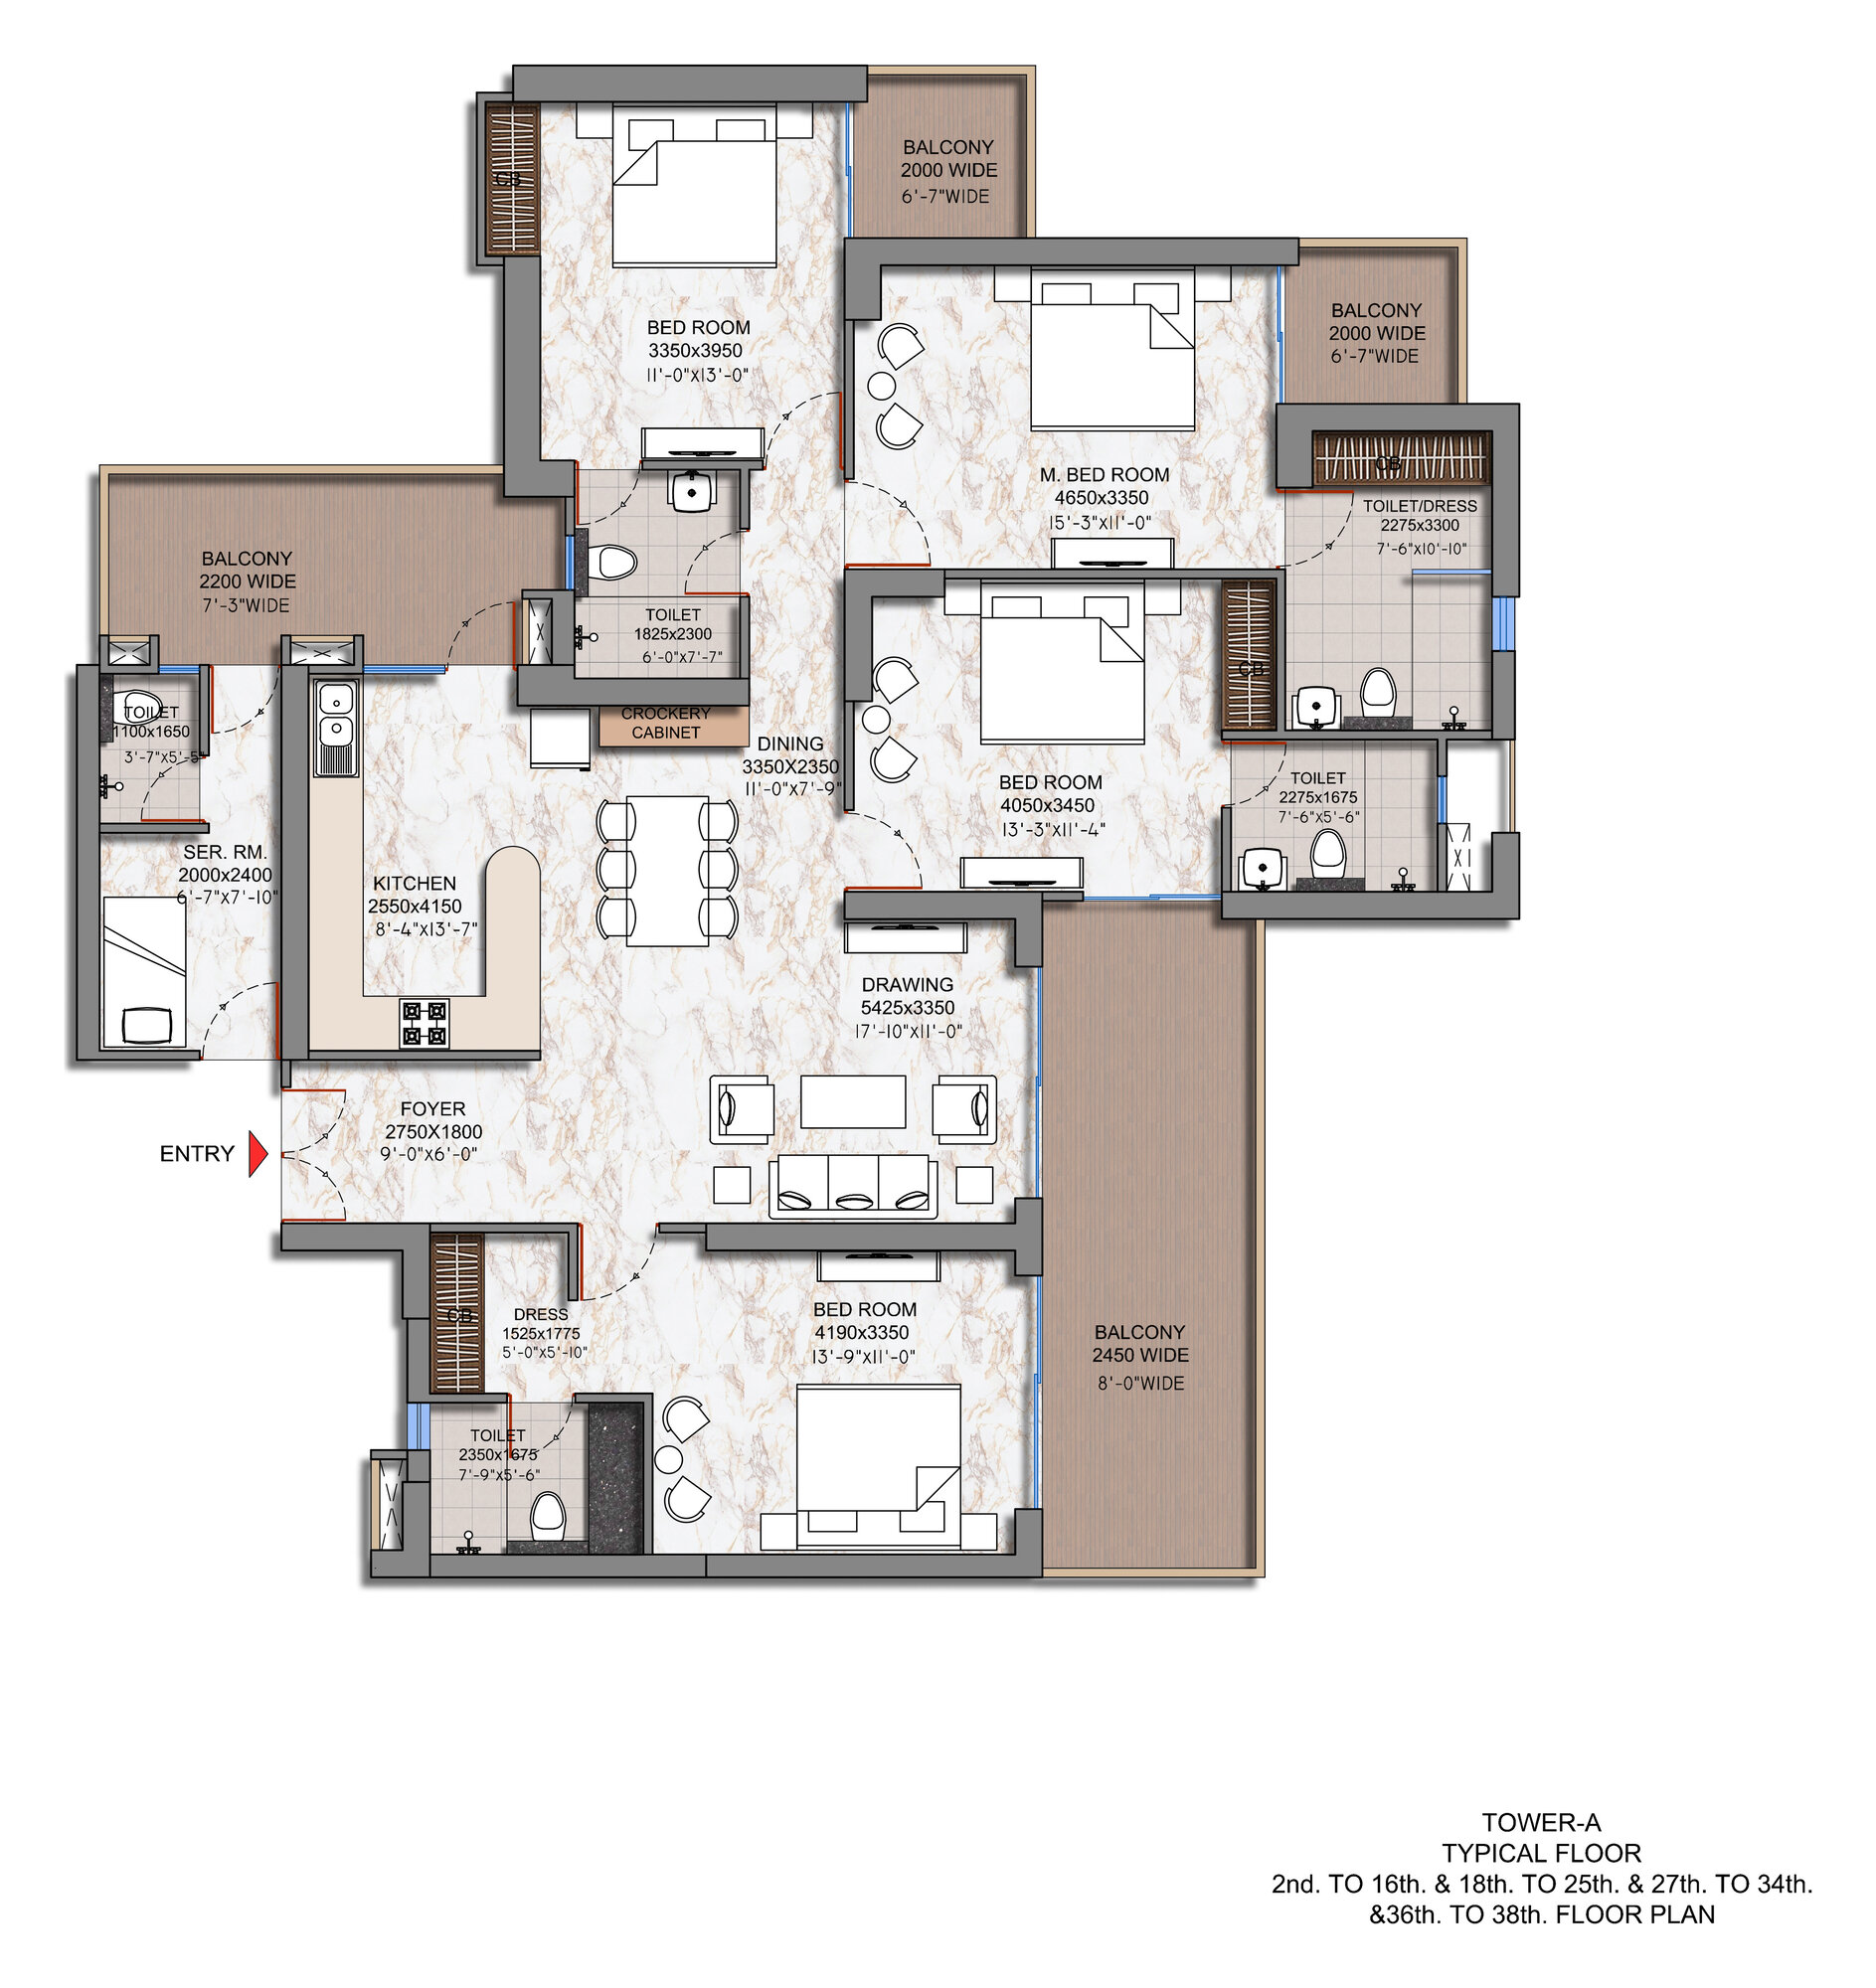 BALCONY
2000 WIDE
6'-7"WIDE
CB
BED ROOM
3350x3950
11'-0"x13'-0"
BALCONY
2000 WIDE
6'-7"WIDE
M. BED ROOM
4650x3350
15'-3"x11'-0"
CB
TOILET/DRESS
2275x3300
7'-6"x10'-10"
BALCONY
2200 WIDE
7'-3"WIDE
TOILET
1825x2300
6'-0"x7'-7"
CB
TOILET
1100x1650
3'-7"x5'-5"
CROCKERY
CABINET
DINING
3350X2350
11'-0"x7'-9"
BED ROOM
4050x3450
13'-3"x11'-4"
TOILET
2275x1675
7'-6"x5'-6"
SER. RM.
2000x2400
6'-7"x7'-10"
KITCHEN
2550x4150
8'-4"x13'-7"
DRAWING
5425x3350
17'-10"x11'-0"
FOYER
2750X1800
9'-0"x6'-0"
ENTRY
CB
DRESS
1525x1775
5'-0"x5'-10"
BED ROOM
4190x3350
13'-9"x11'-0"
BALCONY
2450 WIDE
8'-0"WIDE
TOILET
2350x1675
7'-9"x5'-6"
TOWER-A
TYPICAL FLOOR
2nd. TO 16th. & 18th. TO 25th. & 27th. TO 34th.
&36th. TO 38th. FLOOR PLAN